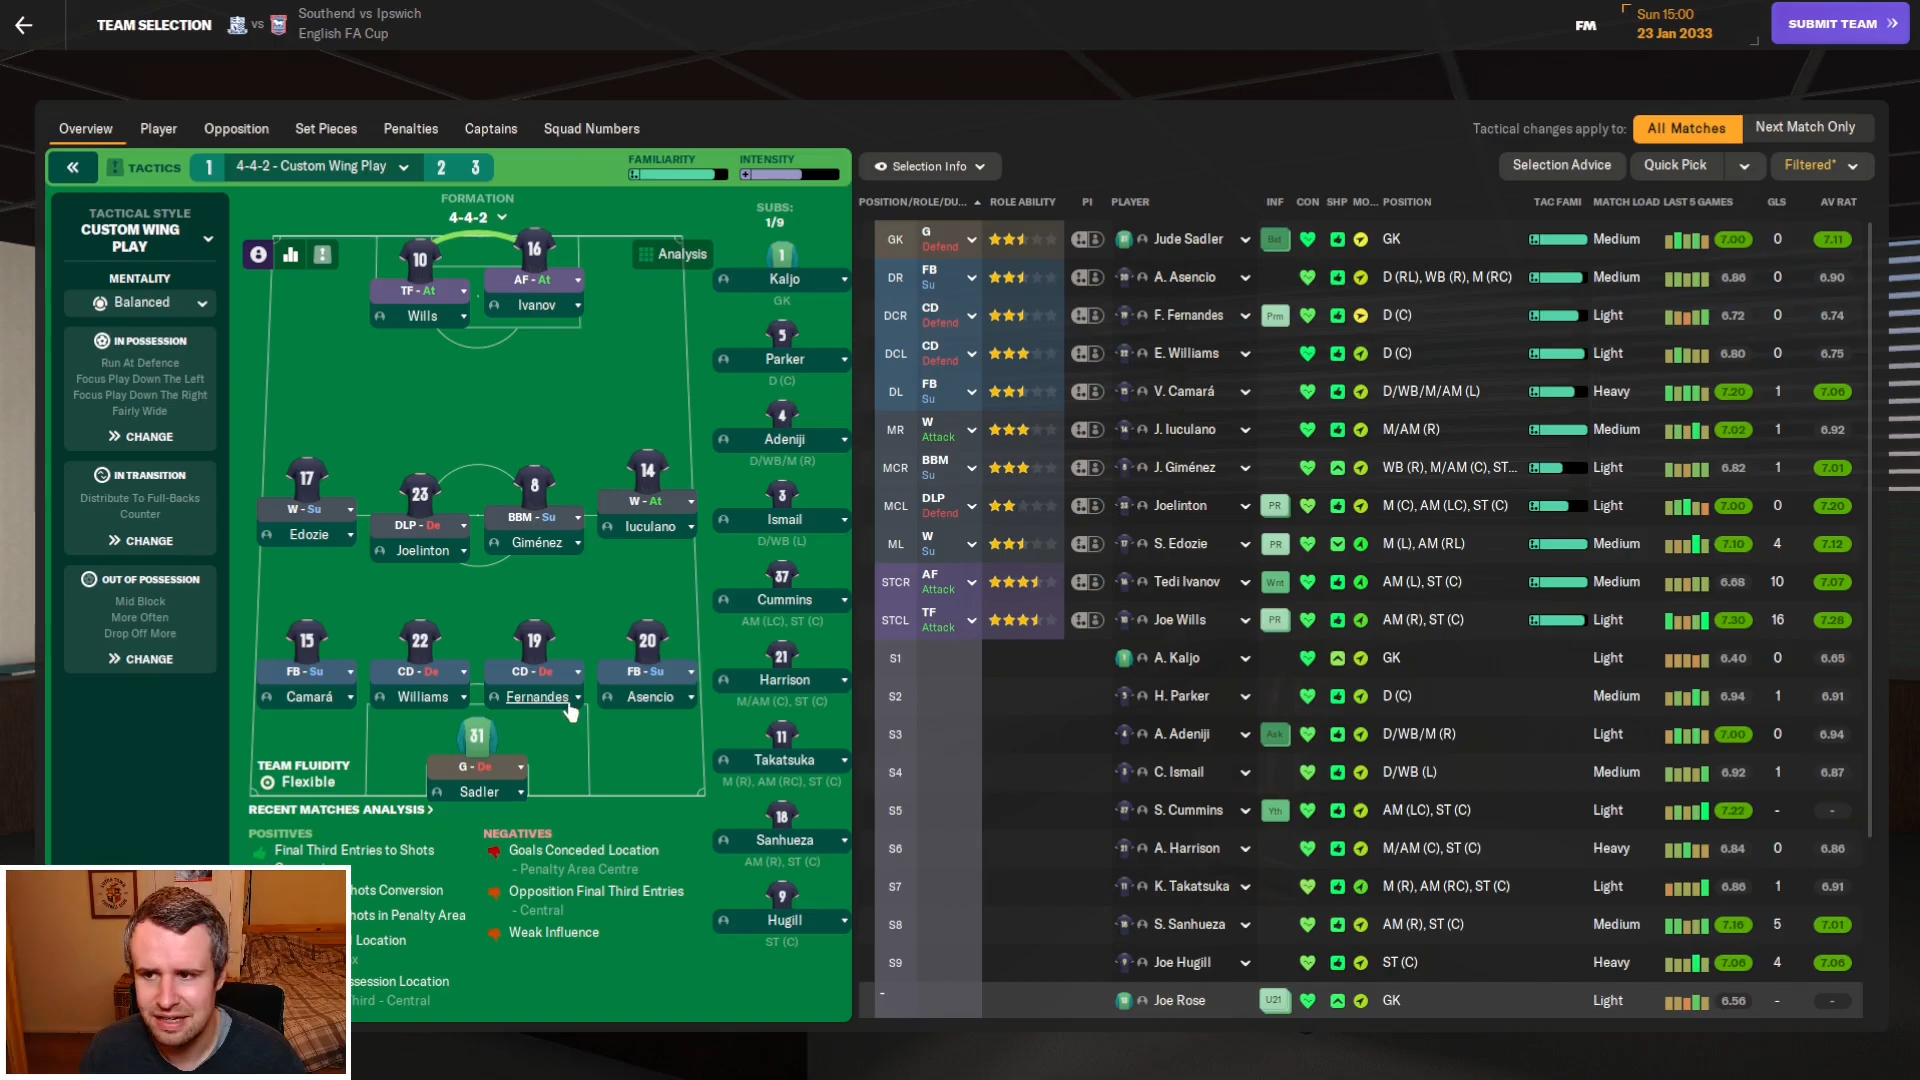 TEAM SELECTION
vs
Southend vs Ipswich
English FA Cup
FM
Sun 15:00
23 Jan 2033
SUBMIT TEAM
Overview
Player
Opposition
Set Pieces
Penalties
Captains
Squad Numbers
Tactical changes apply to:
All Matches
Next Match Only
TACTICS
1
4-4-2 - Custom Wing Play
2
3
FAMILIARITY
INTENSITY
Selection Info
Selection Advice
Quick Pick
Filtered*
TACTICAL STYLE
CUSTOM WING
PLAY
MENTALITY
Balanced
IN POSSESSION
Run At Defence
Focus Play Down The Left
Focus Play Down The Right
Fairly Wide
CHANGE
IN TRANSITION
Distribute To Full-Backs
Counter
CHANGE
OUT OF POSSESSION
Mid Block
More Often
Drop Off More
CHANGE
FORMATION
4-4-2
Analysis
10
TF - At
Wills
16
AF - At
Ivanov
17
W - Su
Edozie
23
DLP - De
Joelinton
8
BBM - Su
Giménez
14
W - At
Iuculano
15
FB - Su
Camará
22
CD - De
Williams
19
CD - De
Fernandes
20
FB - Su
Asencio
31
G - De
Sadler
TEAM FLUIDITY
Flexible
RECENT MATCHES ANALYSIS >
POSITIVES
Final Third Entries to Shots
hots Conversion
hots in Penalty Area
Location
x
ssession Location
Third - Central
NEGATIVES
Goals Conceded Location
- Penalty Area Centre
Opposition Final Third Entries
- Central
Weak Influence
SUBS:
1/9
1
Kaljo
GK
5
Parker
D (C)
4
Adeniji
D/WB/M (R)
3
Ismail
D/WB (L)
37
Cummins
AM (LC), ST (C)
21
Harrison
M/AM (C), ST (C)
11
Takatsuka
M (R), AM (RC), ST (C)
18
Sanhueza
AM (R), ST (C)
9
Hugill
ST (C)
POSITION/ROLE/DU... ROLE ABILITY PI PLAYER INF CON SHP MO... POSITION TAC FAMI MATCH LOAD LAST 5 GAMES GLS AV RAT
GK G Defend Jude Sadler Bid GK Medium 7.00 0 7.11
DR FB Su A. Asencio D (RL), WB (R), M (RC) Medium 6.86 0 6.90
DCR CD Defend F. Fernandes Prm D (C) Light 6.72 0 6.74
DCL CD Defend E. Williams D (C) Light 6.80 0 6.75
DL FB Su V. Camará D/WB/M/AM (L) Heavy 7.20 1 7.06
MR W Attack J. Iuculano M/AM (R) Medium 7.02 1 6.92
MCR BBM Su J. Giménez WB (R), M/AM (C), ST... Light 6.82 1 7.01
MCL DLP Defend Joelinton PR M (C), AM (LC), ST (C) Light 7.00 0 7.20
ML W Su S. Edozie PR M (L), AM (RL) Medium 7.10 4 7.12
STCR AF Attack Tedi Ivanov Wnt AM (L), ST (C) Medium 6.68 10 7.07
STCL TF Attack Joe Wills PR AM (R), ST (C) Light 7.30 16 7.28
S1 A. Kaljo GK Light 6.40 0 6.65
S2 H. Parker D (C) Medium 6.94 1 6.91
S3 A. Adeniji Ask D/WB/M (R) Light 7.00 0 6.94
S4 C. Ismail D/WB (L) Medium 6.92 1 6.87
S5 S. Cummins Yth AM (LC), ST (C) Light 7.22 - -
S6 A. Harrison M/AM (C), ST (C) Heavy 6.84 0 6.86
S7 K. Takatsuka M (R), AM (RC), ST (C) Light 6.86 1 6.91
S8 S. Sanhueza AM (R), ST (C) Medium 7.16 5 7.01
S9 Joe Hugill ST (C) Heavy 7.06 4 7.06
- Joe Rose U21 GK Light 6.56 - -